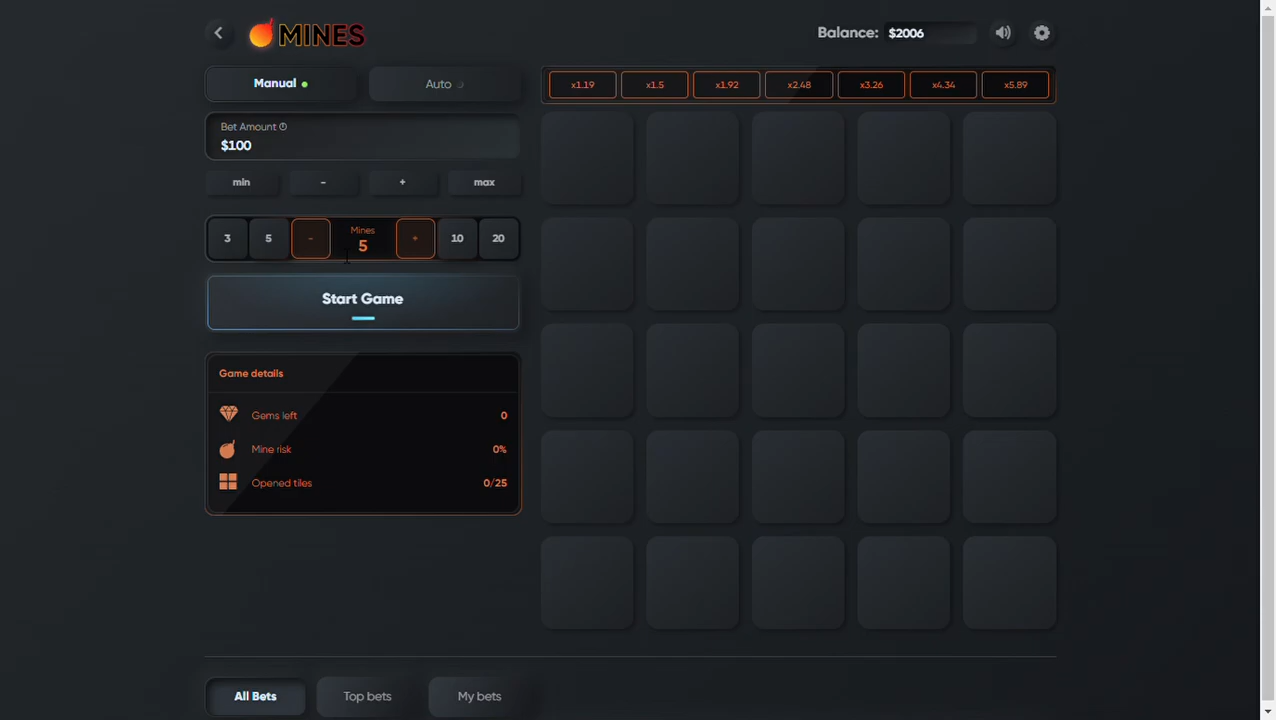 MINES
Balance: $2006
Manual
Auto
x1.19 x1.5 x1.92 x2.48 x3.26 x4.34 x5.89
Bet Amount
$100
min - + max
3 5 - Mines + 10 20
5
Start Game
Game details
Gems left 0
Mine risk 0%
Opened tiles 0/25
All Bets Top bets My bets